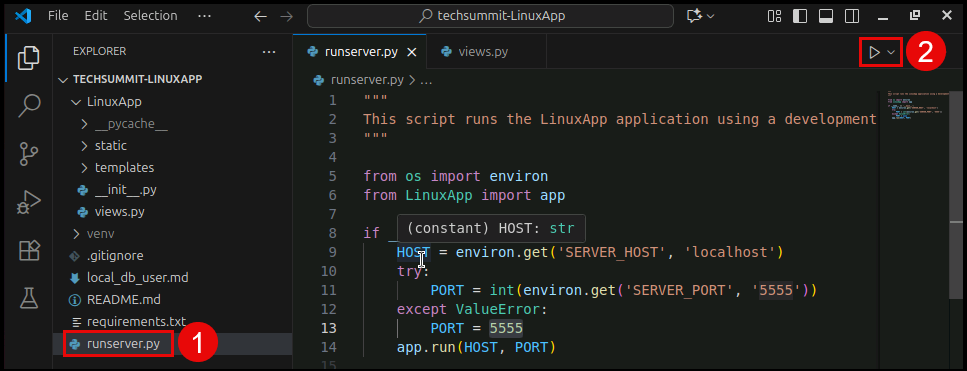 File Edit Selection ··· techsummit-LinuxApp
EXPLORER ···
TECHSUMMIT-LINUXAPP
LinuxApp
__pycache__
static
templates
__init__.py
views.py
venv
.gitignore
local_db_user.md
README.md
requirements.txt
runserver.py
1
runserver.py views.py
2
runserver.py > ...
1 """
2 This script runs the LinuxApp application using a development
3 """
4
5 from os import environ
6 from LinuxApp import app
7
(constant) HOST: str
8 if _
9 HOST = environ.get('SERVER_HOST', 'localhost')
10 try:
11 PORT = int(environ.get('SERVER_PORT', '5555'))
12 except ValueError:
13 PORT = 5555
14 app.run(HOST, PORT)
15